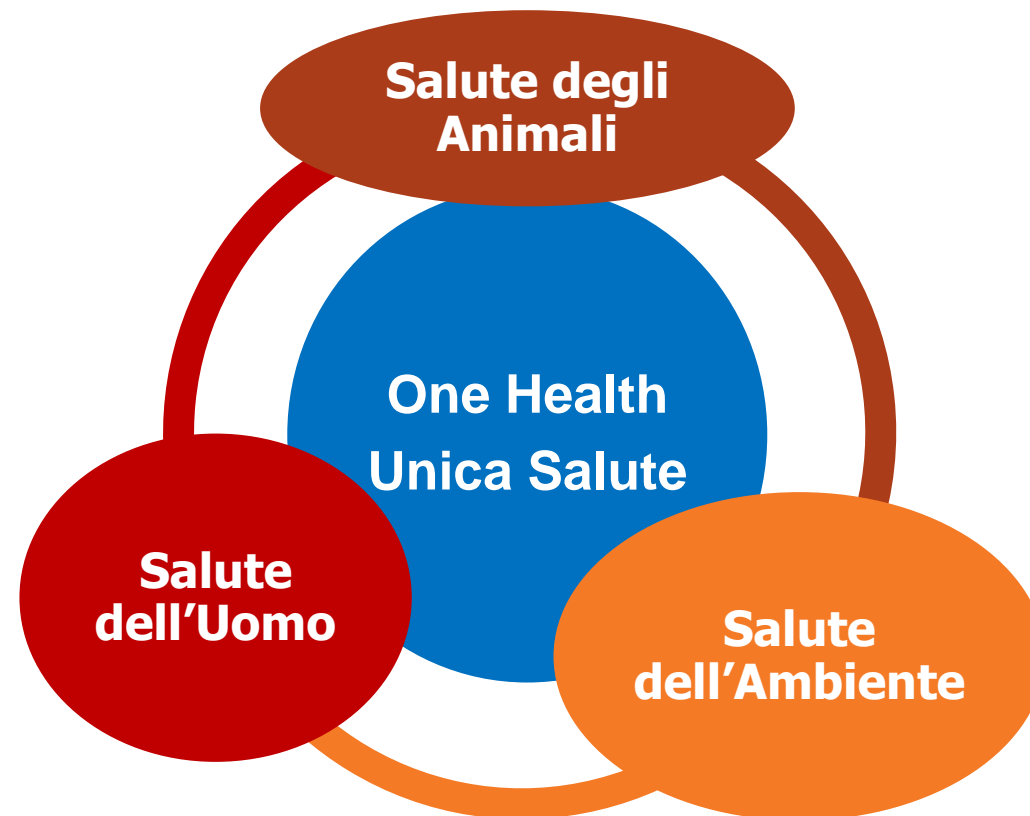 Salute degli
Animali
One Health
Unica Salute
Salute
dell’Uomo
Salute
dell’Ambiente